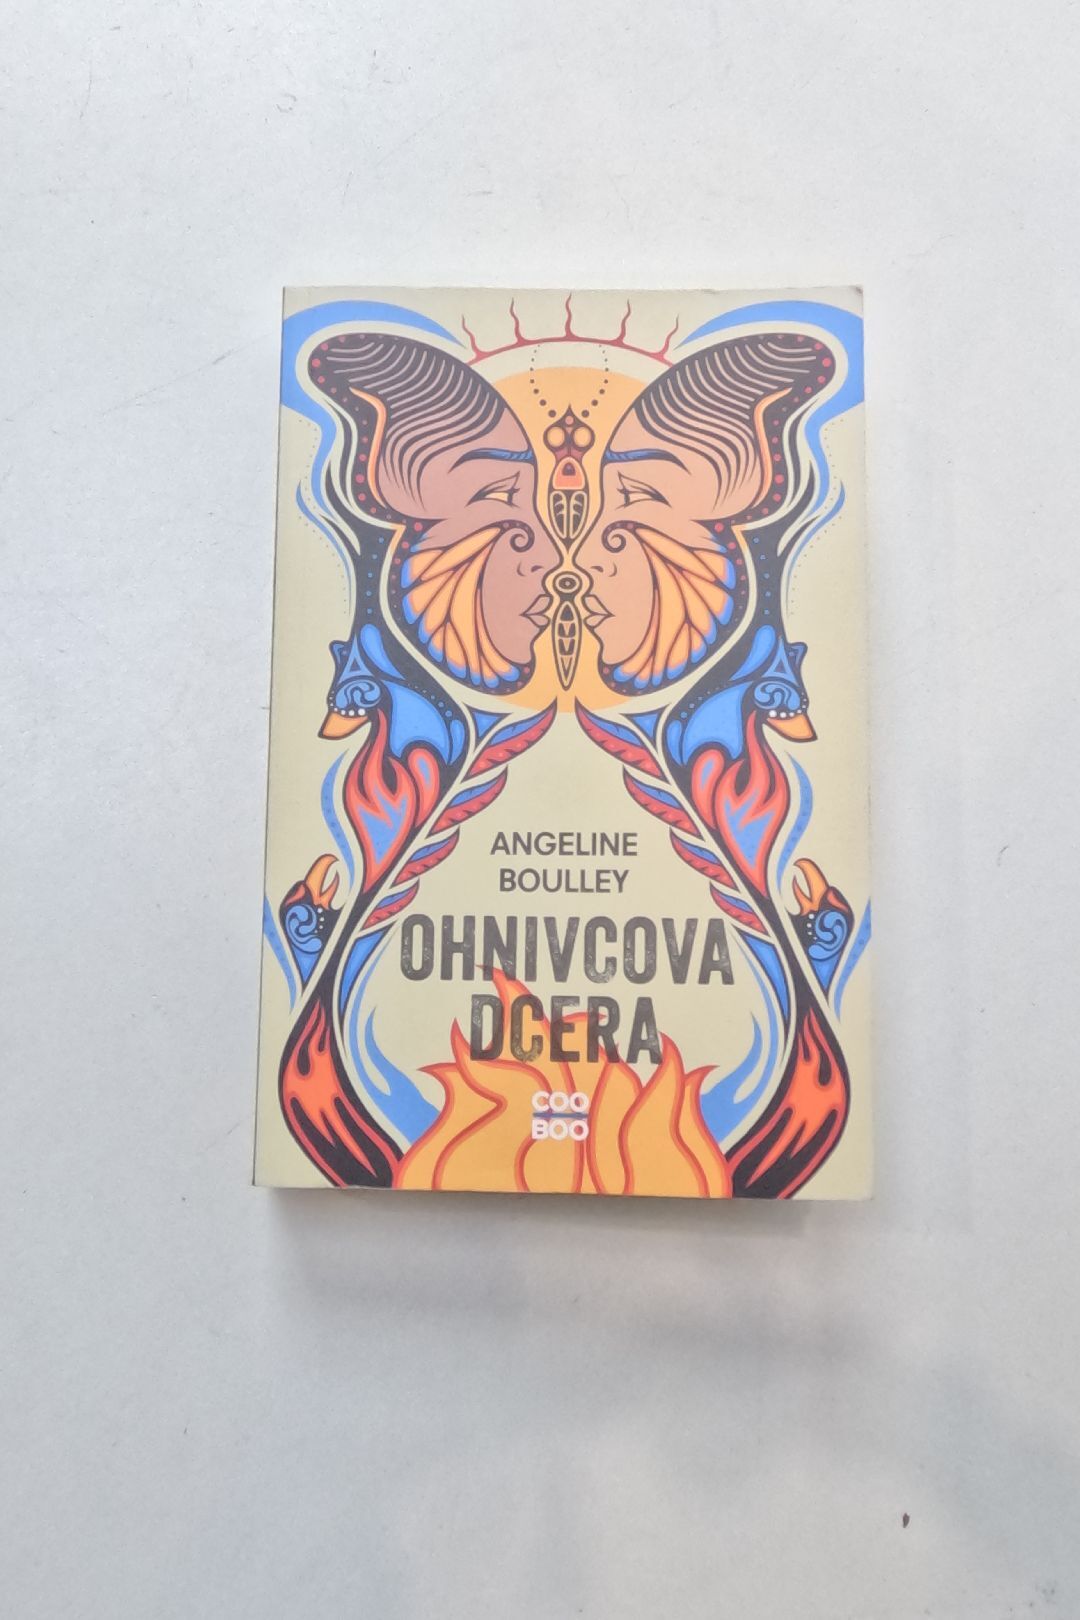 ANGELINE
BOULLEY
OHNIVCOVA
DCERA
COO
BOO